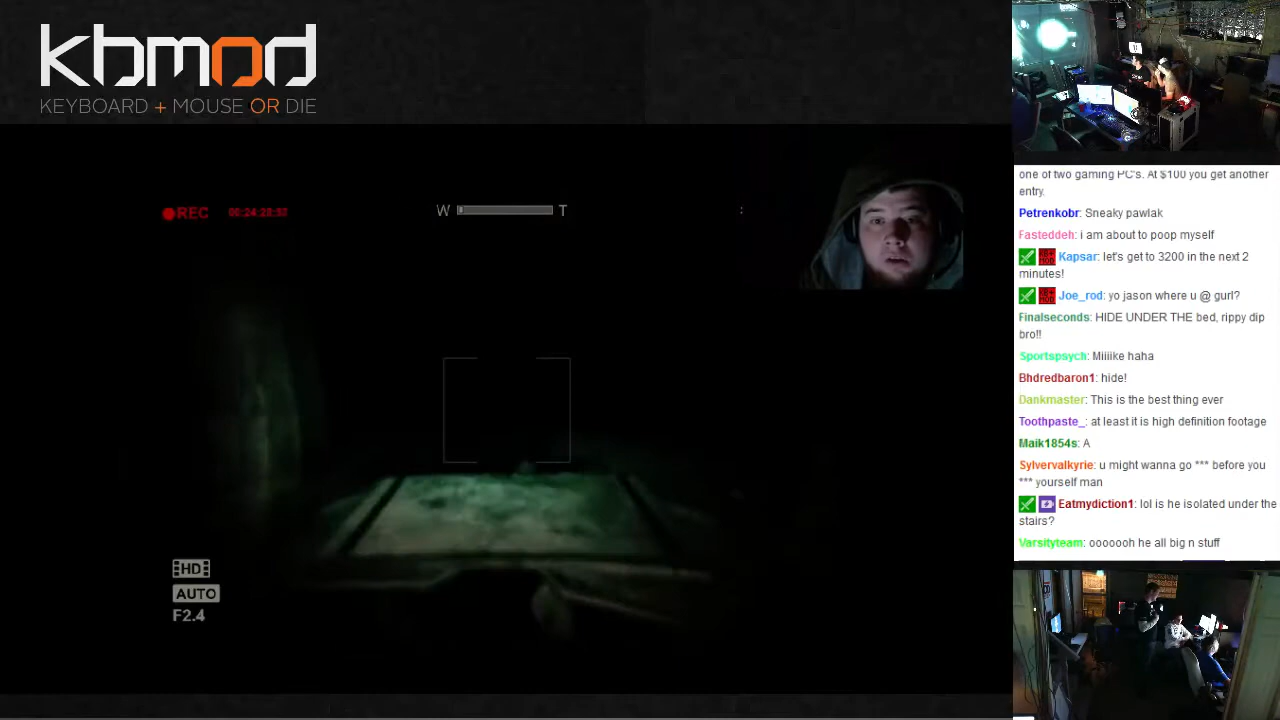 kbmod
KEYBOARD + MOUSE OR DIE
REC
W T
HD
AUTO
F2.4
one of two gaming PC's. At $100 you get another
entry.
Petrenkobr: Sneaky pawlak
Fasteddeh: i am about to poop myself
KB+ MOD Kapsar: let's get to 3200 in the next 2
minutes!
KB+ MOD Joe_rod: yo jason where u @ gurl?
Finalseconds: HIDE UNDER THE bed, rippy dip
bro!!
Sportspsych: Miiiike haha
Bhdredbaron1: hide!
Dankmaster: This is the best thing ever
Toothpaste_: at least it is high definition footage
Maik1854s: A
Sylvervalkyrie: u might wanna go *** before you
*** yourself man
Eatmydiction1: lol is he isolated under the
stairs?
Varsityteam: ooooooh he all big n stuff